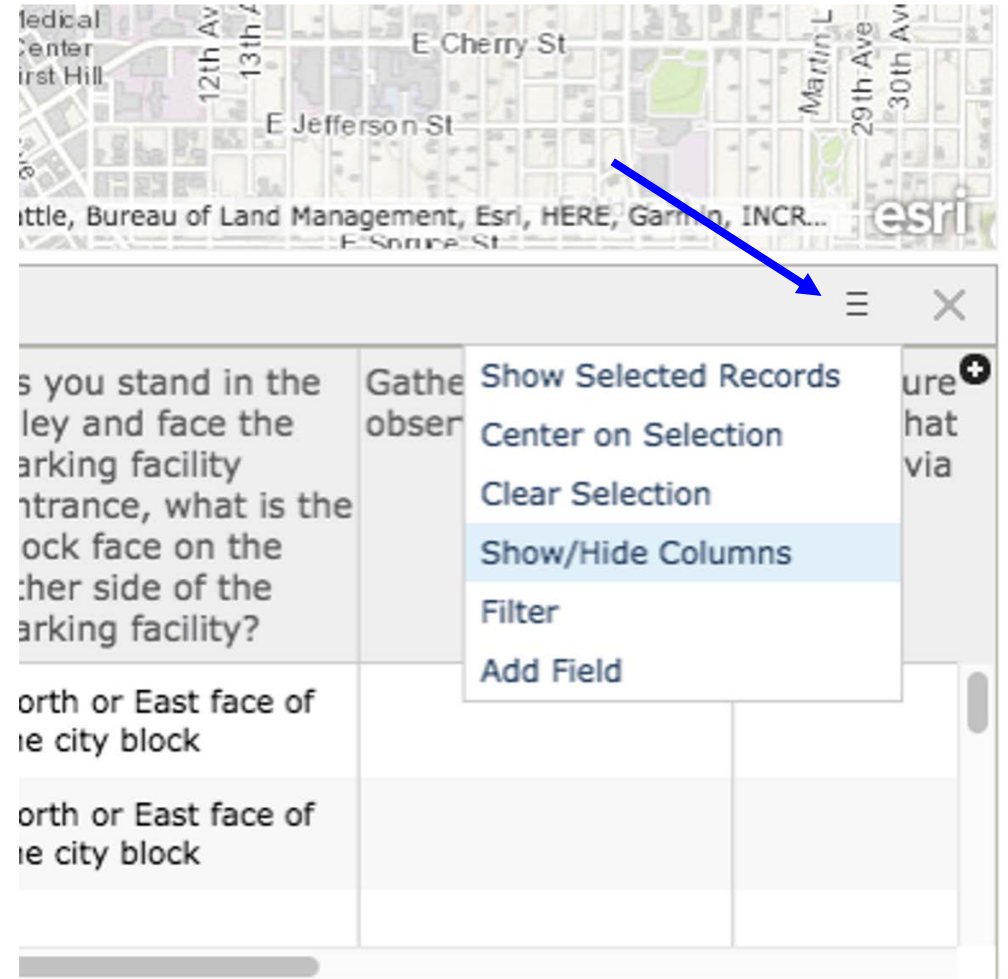 edical
enter
irst Hill
12th Av
13th A
E Cherry St
E Jefferson St
Martin L
29th Ave
30th Av
ttle, Bureau of Land Management, Esri, HERE, Garmin, INCR...
esri
E Spruce St
s you stand in the
ley and face the
arking facility
ntrance, what is the
ock face on the
ther side of the
arking facility?
Gathe
obser
Show Selected Records
Center on Selection
Clear Selection
Show/Hide Columns
Filter
Add Field
ure
hat
via
orth or East face of
e city block
orth or East face of
e city block